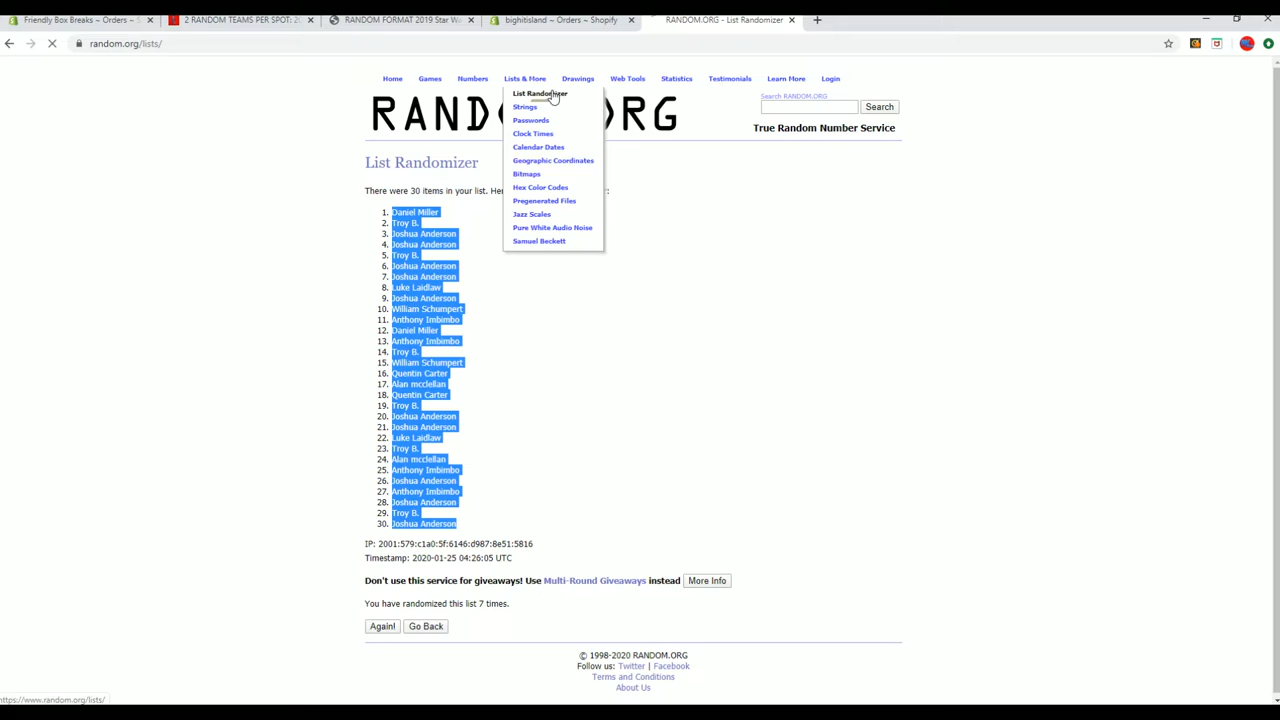 Friendly Box Breaks ~ Orders ~ S
2 RANDOM TEAMS PER SPOT: 20
RANDOM FORMAT 2019 Star Wa
bighitisland ~ Orders ~ Shopify
RANDOM.ORG - List Randomizer
random.org/lists/
Home Games Numbers Lists & More Drawings Web Tools Statistics Testimonials Learn More Login
List Randomizer
Strings
Passwords
Clock Times
Calendar Dates
Geographic Coordinates
Bitmaps
Hex Color Codes
Pregenerated Files
Jazz Scales
Pure White Audio Noise
Samuel Beckett
RAND RG
Search RANDOM.ORG
Search
True Random Number Service
List Randomizer
There were 30 items in your list. Her r:
1. Daniel Miller
2. Troy B.
3. Joshua Anderson
4. Joshua Anderson
5. Troy B.
6. Joshua Anderson
7. Joshua Anderson
8. Luke Laidlaw
9. Joshua Anderson
10. William Schumpert
11. Anthony Imbimbo
12. Daniel Miller
13. Anthony Imbimbo
14. Troy B.
15. William Schumpert
16. Quentin Carter
17. Alan mcclellan
18. Quentin Carter
19. Troy B.
20. Joshua Anderson
21. Joshua Anderson
22. Luke Laidlaw
23. Troy B.
24. Alan mcclellan
25. Anthony Imbimbo
26. Joshua Anderson
27. Anthony Imbimbo
28. Joshua Anderson
29. Troy B.
30. Joshua Anderson
IP: 2001:579:c1a0:5f:6146:d987:8e51:5816
Timestamp: 2020-01-25 04:26:05 UTC
Don't use this service for giveaways! Use Multi-Round Giveaways instead More Info
You have randomized this list 7 times.
Again! Go Back
© 1998-2020 RANDOM.ORG
Follow us: Twitter | Facebook
Terms and Conditions
About Us
https://www.random.org/lists/